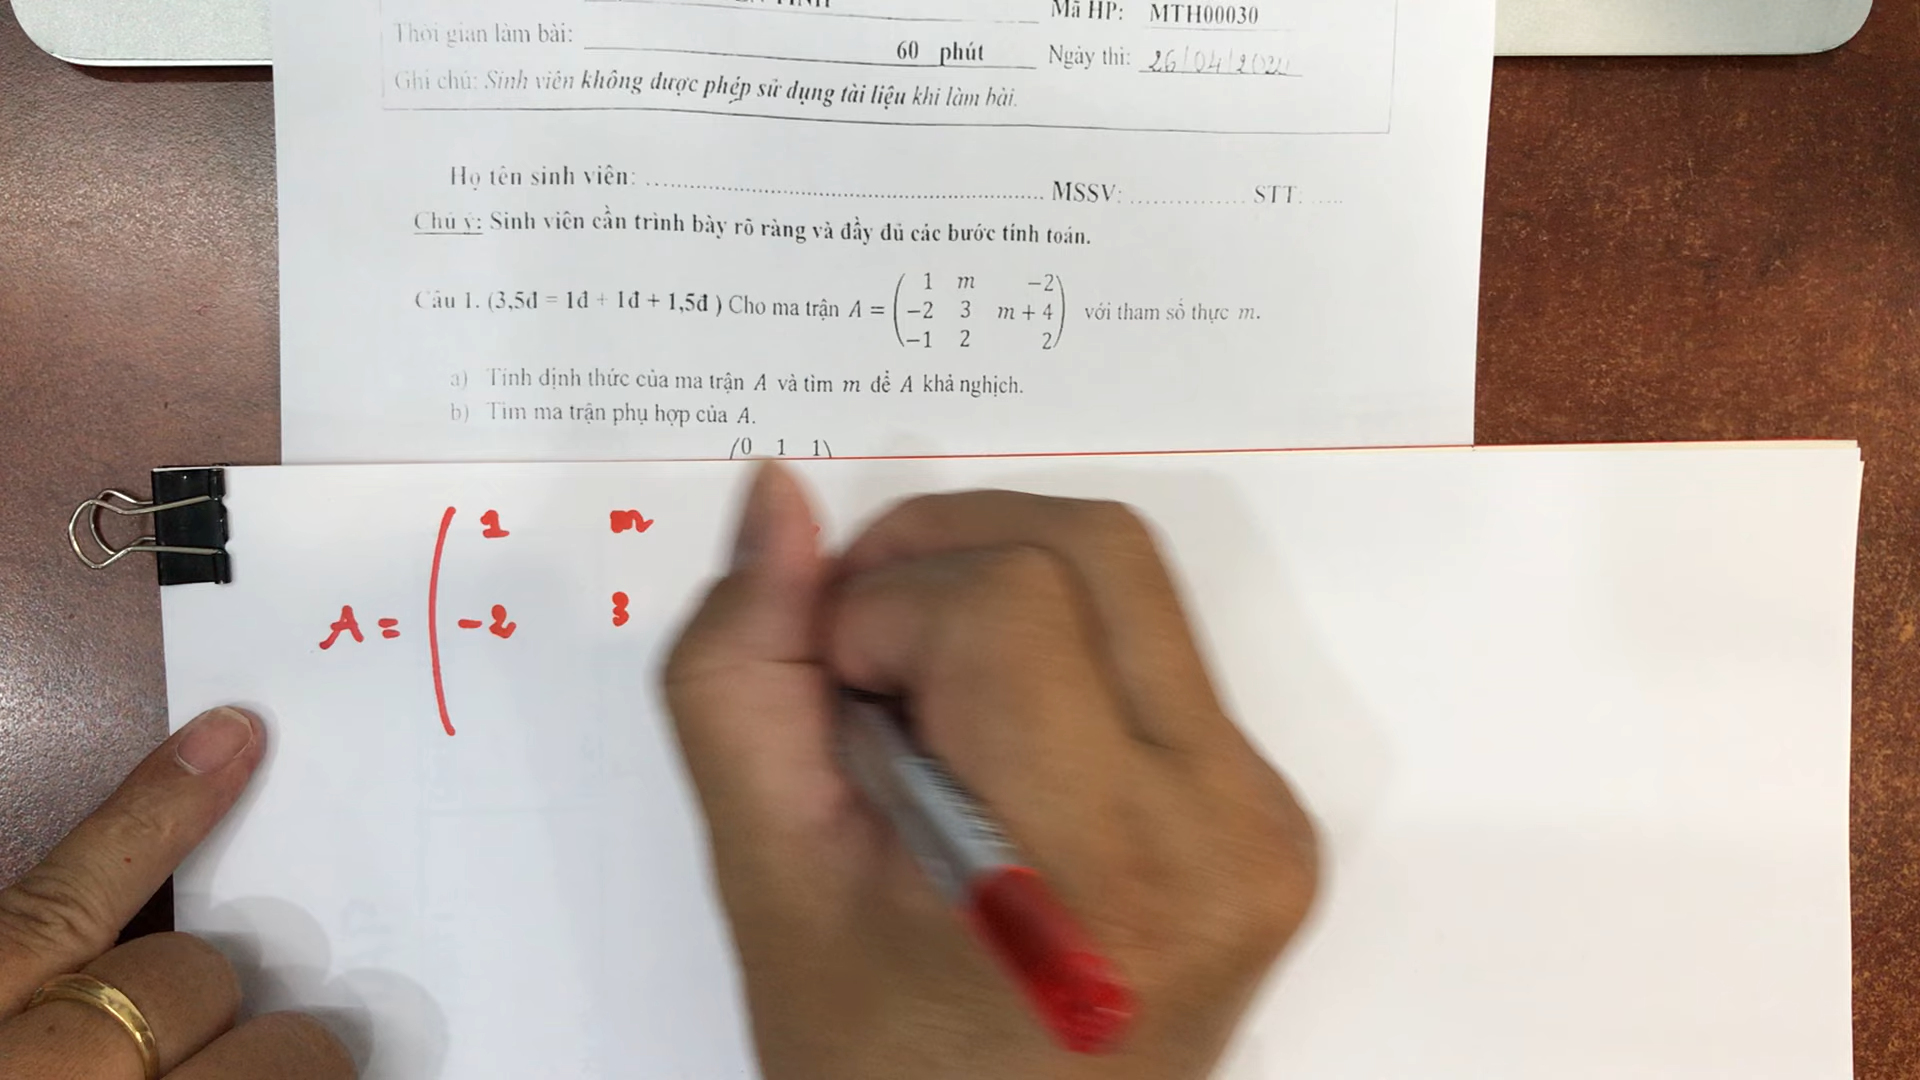 Mã HP: MTH00030
Thời gian làm bài: 60 phút Ngày thi: 26/04/202
Ghi chú: Sinh viên không được phép sử dụng tài liệu khi làm bài.
Họ tên sinh viên: MSSV: STT:
Chú ý: Sinh viên cần trình bày rõ ràng và đầy đủ các bước tính toán.
Câu 1. (3,5đ = 1đ + 1đ + 1,5đ ) Cho ma trận A = ( 1 m -2
-2 3 m + 4
-1 2 2 ) với tham số thực m.
a) Tính định thức của ma trận A và tìm m để A khả nghịch.
b) Tìm ma trận phụ hợp của A.
(0 1 1)
1 m
A = ( -2 3